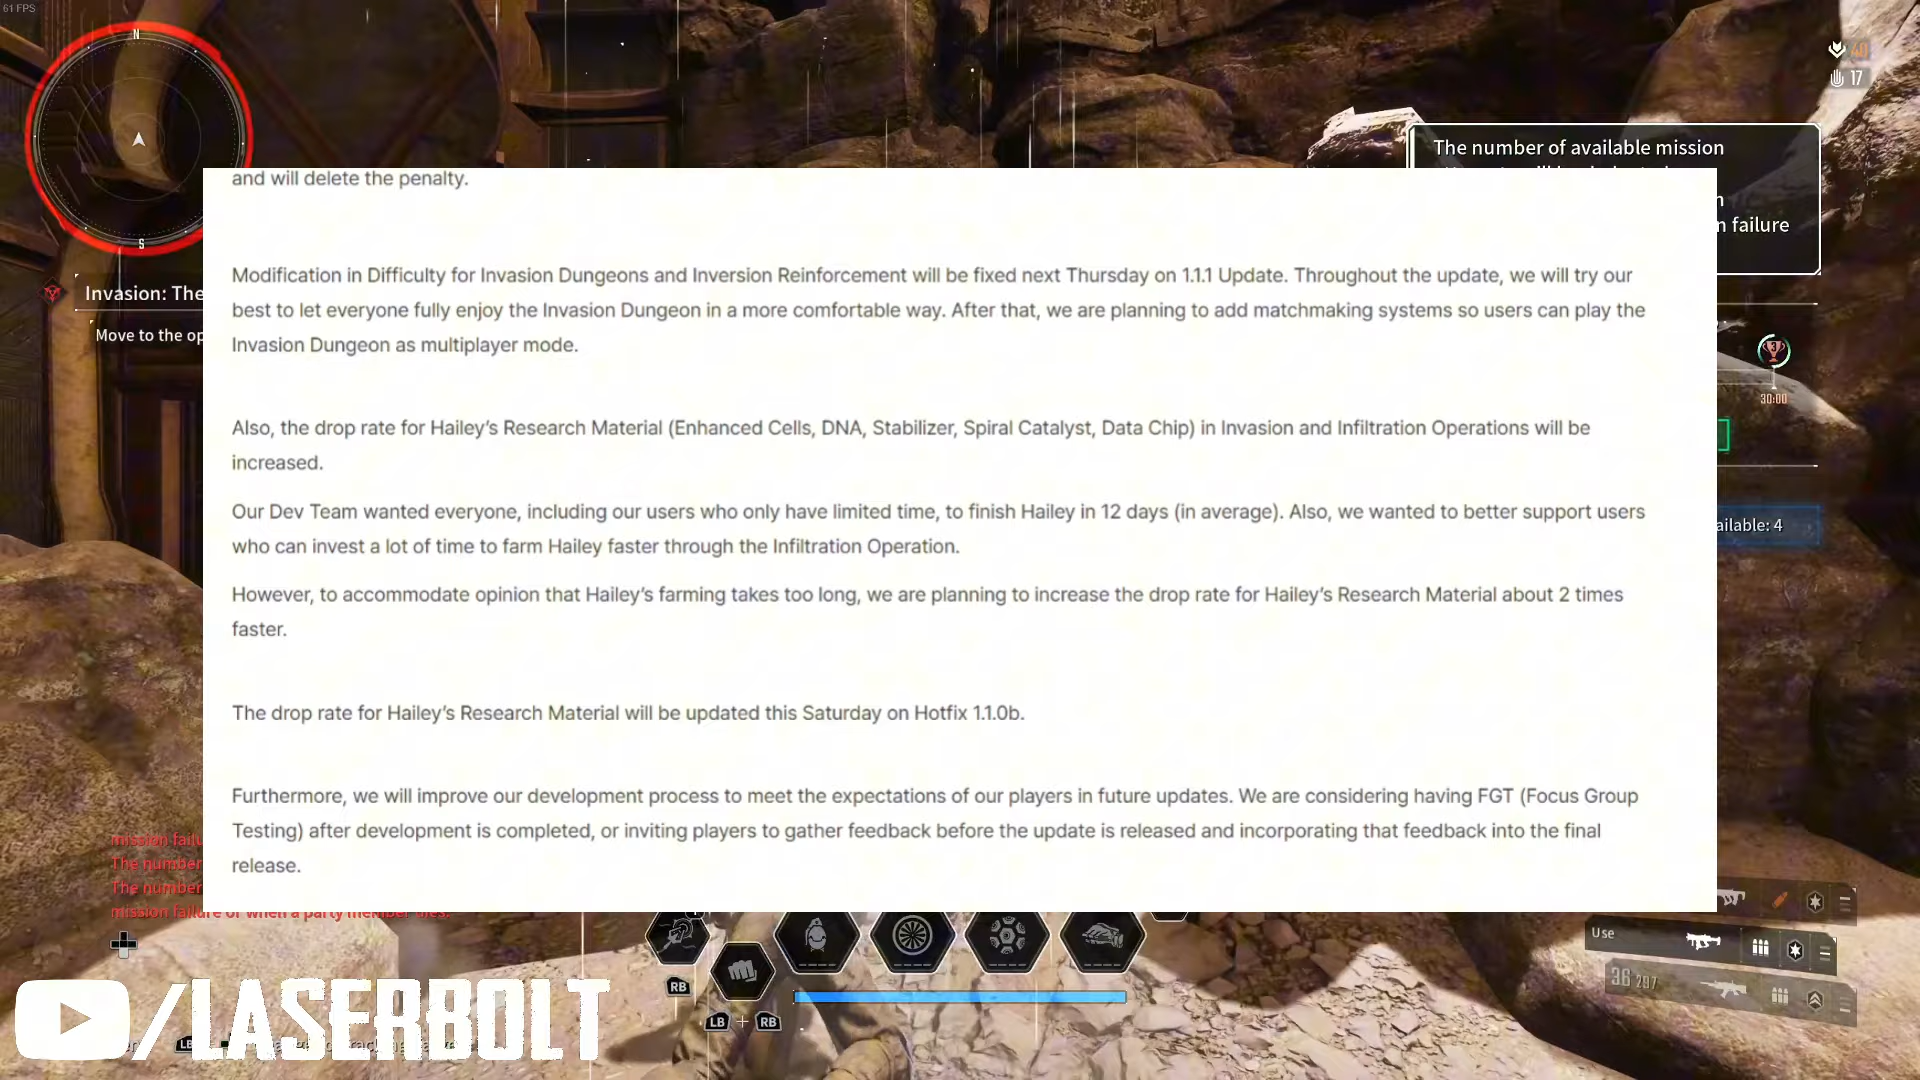 61 FPS
N
40
17
The number of available mission
n
n failure
S
Invasion: The
Move to the op
30:00
ailable: 4
and will delete the penalty.
Modification in Difficulty for Invasion Dungeons and Inversion Reinforcement will be fixed next Thursday on 1.1.1 Update. Throughout the update, we will try our
best to let everyone fully enjoy the Invasion Dungeon in a more comfortable way. After that, we are planning to add matchmaking systems so users can play the
Invasion Dungeon as multiplayer mode.
Also, the drop rate for Hailey's Research Material (Enhanced Cells, DNA, Stabilizer, Spiral Catalyst, Data Chip) in Invasion and Infiltration Operations will be
increased.
Our Dev Team wanted everyone, including our users who only have limited time, to finish Hailey in 12 days (in average). Also, we wanted to better support users
who can invest a lot of time to farm Hailey faster through the Infiltration Operation.
However, to accommodate opinion that Hailey's farming takes too long, we are planning to increase the drop rate for Hailey's Research Material about 2 times
faster.
The drop rate for Hailey's Research Material will be updated this Saturday on Hotfix 1.1.0b.
Furthermore, we will improve our development process to meet the expectations of our players in future updates. We are considering having FGT (Focus Group
Testing) after development is completed, or inviting players to gather feedback before the update is released and incorporating that feedback into the final
release.
mission failu
The number
The number
mission failure or when a party member dies.
Use
36 297
RB
LB + RB
/LASERBOLT
LB